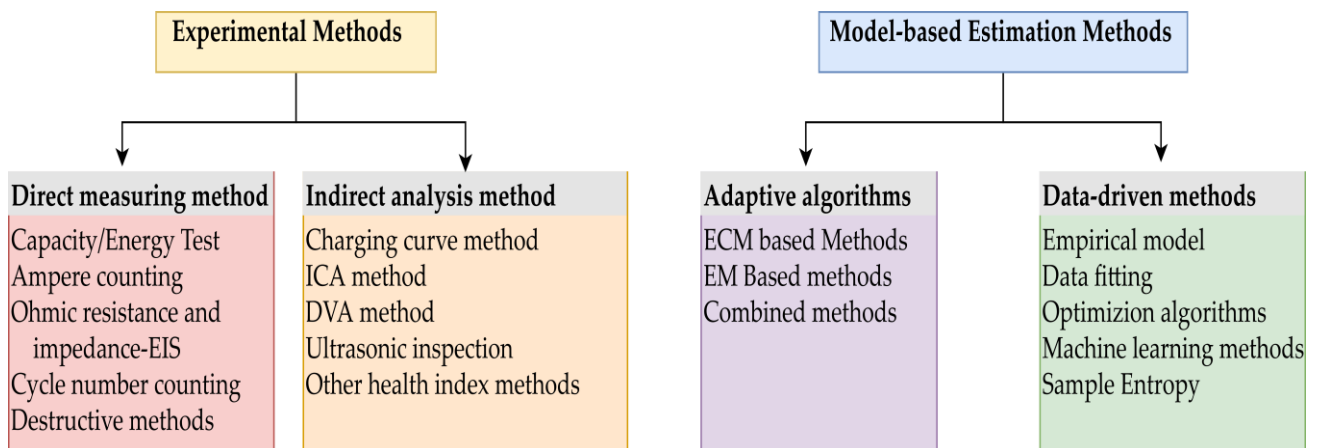 Experimental Methods
Model-based Estimation Methods
Direct measuring method
Capacity/Energy Test
Ampere counting
Ohmic resistance and
impedance-EIS
Cycle number counting
Destructive methods
Indirect analysis method
Charging curve method
ICA method
DVA method
Ultrasonic inspection
Other health index methods
Adaptive algorithms
ECM based Methods
EM Based methods
Combined methods
Data-driven methods
Empirical model
Data fitting
Optimizion algorithms
Machine learning methods
Sample Entropy